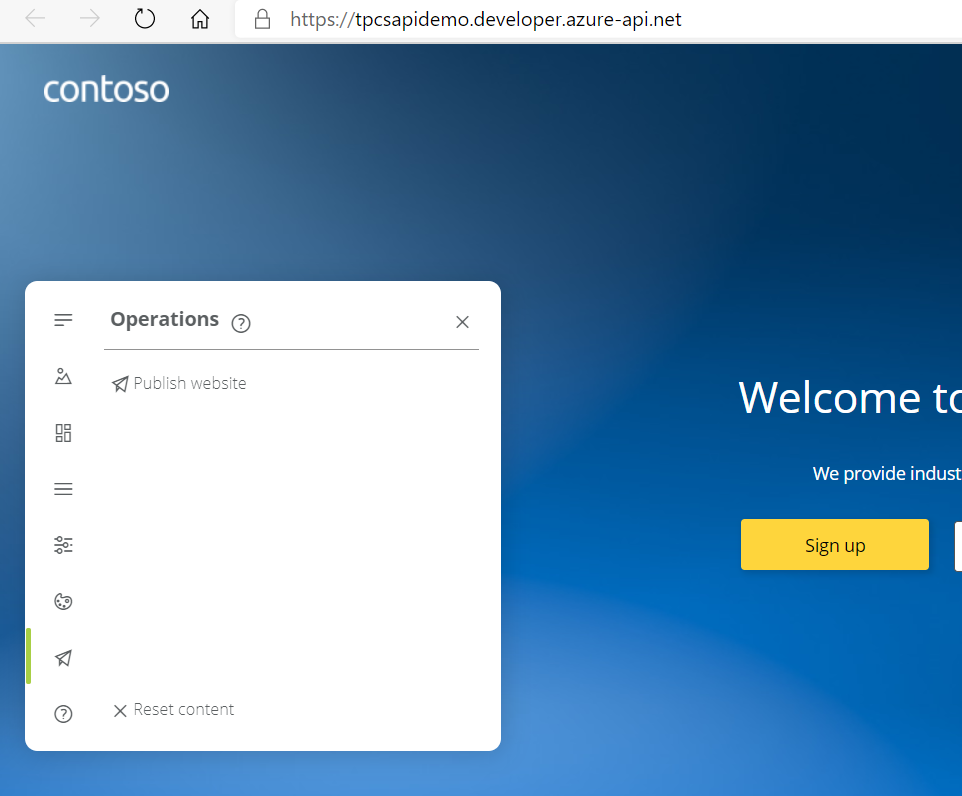 https://tpcsapidemo.developer.azure-api.net
contoso
Operations ?
Publish website
Welcome to
We provide indust
Sign up
Reset content
?